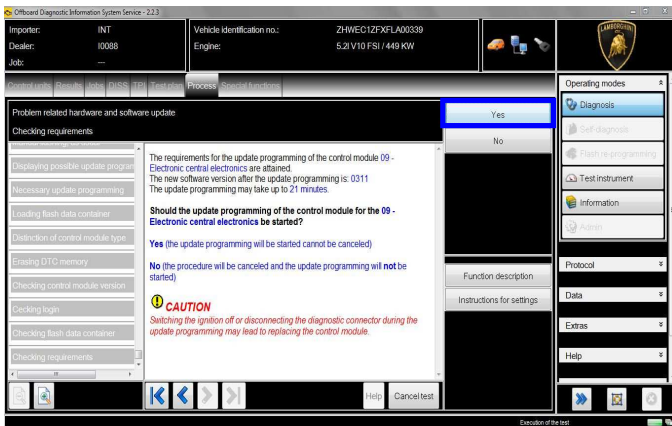 Offboard Diagnostic Information System Service - 2.2.3
Importer: INT
Dealer: I0088
Job: ---
Vehicle identification no.: ZHWEC1ZFXFLA00339
Engine: 5.2l V10 FSI / 449 KW
LAMBORGHINI
Control units Results Jobs DISS TPI Test plan Process Special functions
Problem related hardware and software update
Checking requirements
Displaying possible update program
Necessary update programming
Loading flash data container
Distinction of control module type
Erasing DTC memory
Checking control module version
Cecking login
Checking flash data container
Checking requirements
The requirements for the update programming of the control module 09 -
Electronic central electronics are attained.
The new software version after the update programming is: 0311
The update programming may take up to 21 minutes.
Should the update programming of the control module for the 09 -
Electronic central electronics be started?
Yes (the update programming will be started cannot be canceled)
No (the procedure will be canceled and the update programming will not be
started)
CAUTION
Switching the ignition off or disconnecting the diagnostic connector during the
update programming may lead to replacing the control module.
Help
Cancel test
Yes
No
Function description
Instructions for settings
Operating modes
Diagnosis
Self-diagnosis
Flash re-programming
Test instrument
Information
Admin
Protocol
Data
Extras
Help
Execution of the test